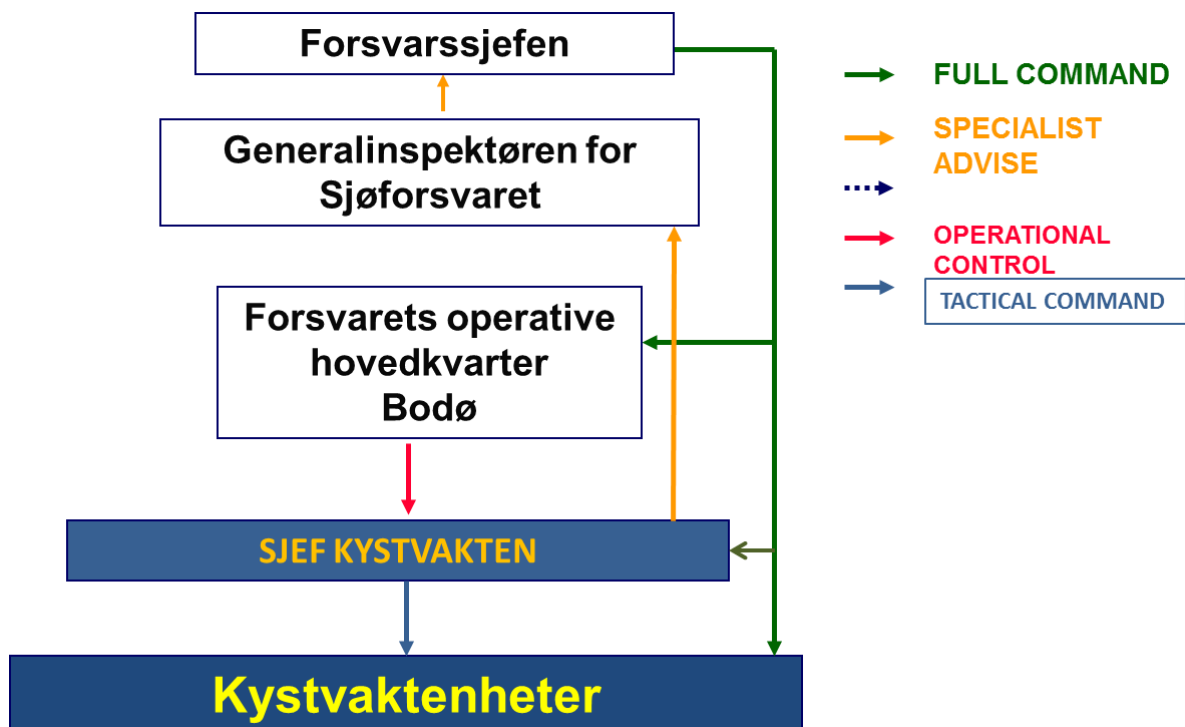 Forsvarssjefen
Generalinspektøren for
Sjøforsvaret
Forsvarets operative
hovedkvarter
Bodø
SJEF KYSTVAKTEN
Kystvaktenheter
FULL COMMAND
SPECIALIST
ADVISE
OPERATIONAL
CONTROL
TACTICAL COMMAND